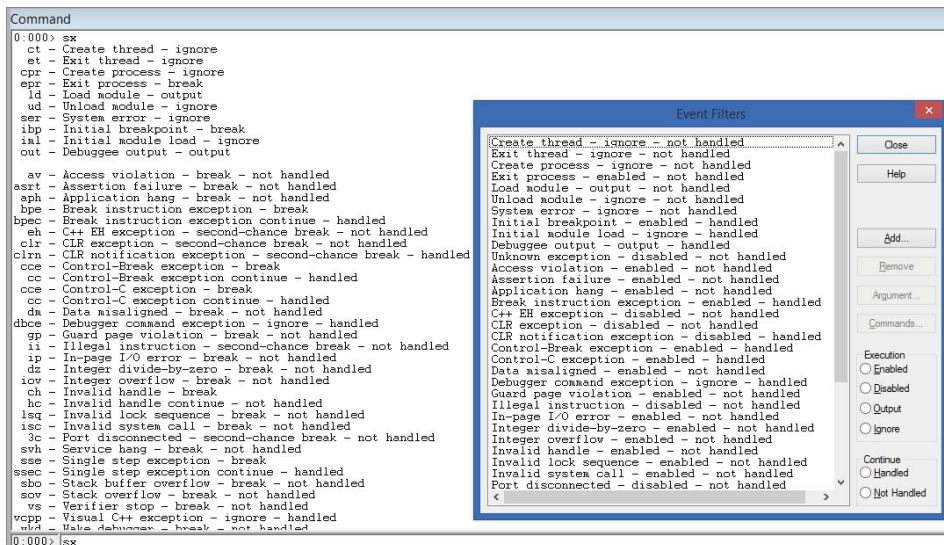 Command
0:000> sx
ct - Create thread - ignore
et - Exit thread - ignore
cpr - Create process - ignore
epr - Exit process - break
ld - Load module - output
ud - Unload module - ignore
ser - System error - ignore
ibp - Initial breakpoint - break
iml - Initial module load - ignore
out - Debuggee output - output
av - Access violation - break - not handled
asrt - Assertion failure - break - not handled
aph - Application hang - break - not handled
bpe - Break instruction exception - break
bpec - Break instruction exception continue - handled
eh - C++ EH exception - second-chance break - not handled
clr - CLR exception - second-chance break - not handled
clrn - CLR notification exception - second-chance break - handled
cce - Control-Break exception - break
cc - Control-Break exception continue - handled
cce - Control-C exception - break
cc - Control-C exception continue - handled
dm - Data misaligned - break - not handled
dbce - Debugger command exception - ignore - handled
gp - Guard page violation - break - not handled
ii - Illegal instruction - second-chance break - not handled
ip - In-page I/O error - break - not handled
dz - Integer divide-by-zero - break - not handled
iov - Integer overflow - break - not handled
ch - Invalid handle - break
hc - Invalid handle continue - not handled
lsq - Invalid lock sequence - break - not handled
isc - Invalid system call - break - not handled
3c - Port disconnected - second-chance break - not handled
svh - Service hang - break - not handled
sse - Single step exception - break
ssec - Single step exception continue - handled
sbo - Stack buffer overflow - break - not handled
sov - Stack overflow - break - not handled
vs - Verifier stop - break - not handled
vcpp - Visual C++ exception - ignore - handled
wkd - Wake debugger - break - not handled
0:000> sx
Event Filters
Create thread - ignore - not handled
Exit thread - ignore - not handled
Create process - ignore - not handled
Exit process - enabled - not handled
Load module - output - not handled
Unload module - ignore - not handled
System error - ignore - not handled
Initial breakpoint - enabled - handled
Initial module load - ignore - handled
Debuggee output - output - handled
Unknown exception - disabled - not handled
Access violation - enabled - not handled
Assertion failure - enabled - not handled
Application hang - enabled - not handled
Break instruction exception - enabled - handled
C++ EH exception - disabled - not handled
CLR exception - disabled - not handled
CLR notification exception - disabled - handled
Control-Break exception - enabled - handled
Control-C exception - enabled - handled
Data misaligned - enabled - not handled
Debugger command exception - ignore - handled
Guard page violation - enabled - not handled
Illegal instruction - disabled - not handled
In-page I/O error - enabled - not handled
Integer divide-by-zero - enabled - not handled
Integer overflow - enabled - not handled
Invalid handle - enabled - not handled
Invalid lock sequence - enabled - not handled
Invalid system call - enabled - not handled
Port disconnected - disabled - not handled
Close
Help
Add...
Remove
Argument...
Commands...
Execution
Enabled
Disabled
Output
Ignore
Continue
Handled
Not Handled